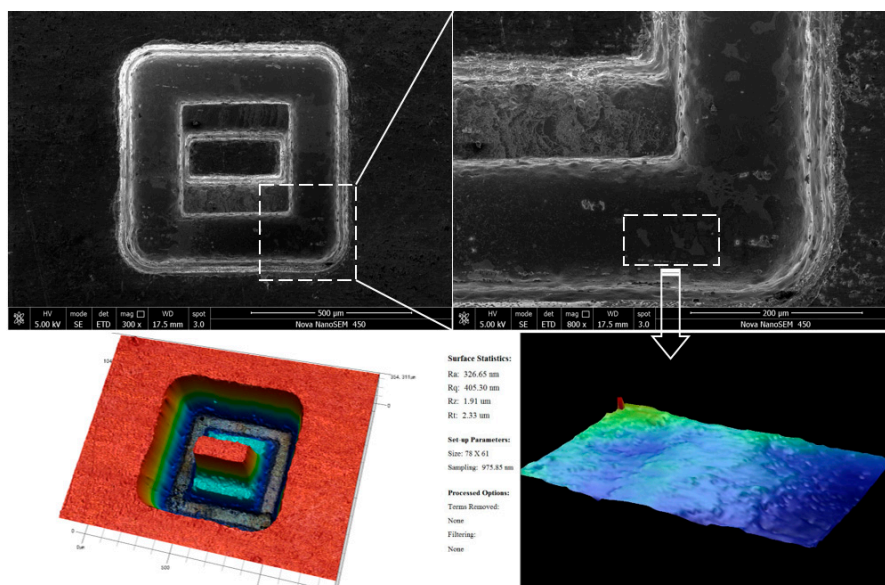 HV mode det mag □ WD spot
5.00 kV SE ETD 300 x 17.5 mm 3.0
500 µm
Nova NanoSEM 450
HV mode det mag □ WD spot
5.00 kV SE ETD 800 x 17.5 mm 3.0
200 µm
Nova NanoSEM 450
Surface Statistics:
Ra: 326.65 nm
Rq: 405.30 nm
Rz: 1.91 um
Rt: 2.33 um
Set-up Parameters:
Size: 78 X 61
Sampling: 975.85 nm
Processed Options:
Terms Removed:
None
Filtering:
None